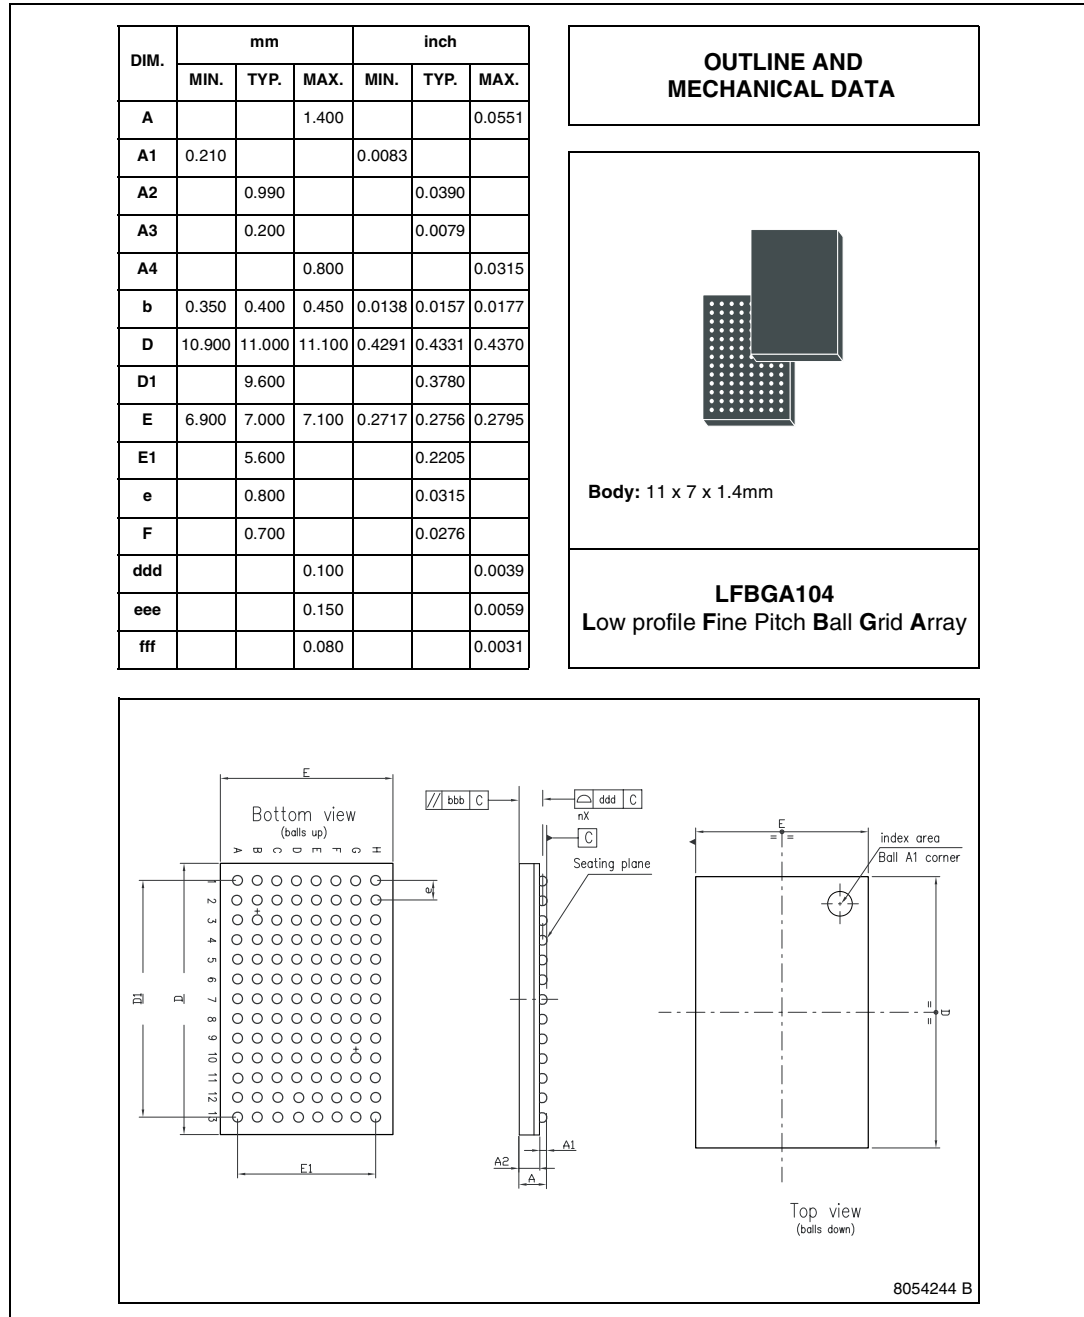 DIM. mm inch
MIN. TYP. MAX. MIN. TYP. MAX.
A 1.400 0.0551
A1 0.210 0.0083
A2 0.990 0.0390
A3 0.200 0.0079
A4 0.800 0.0315
b 0.350 0.400 0.450 0.0138 0.0157 0.0177
D 10.900 11.000 11.100 0.4291 0.4331 0.4370
D1 9.600 0.3780
E 6.900 7.000 7.100 0.2717 0.2756 0.2795
E1 5.600 0.2205
e 0.800 0.0315
F 0.700 0.0276
ddd 0.100 0.0039
eee 0.150 0.0059
fff 0.080 0.0031
OUTLINE AND
MECHANICAL DATA
Body: 11 x 7 x 1.4mm
LFBGA104
Low profile Fine Pitch Ball Grid Array
E
Bottom view
(balls up)
A B C D E F G H
1
2
3
4
5
6
7
8
9
10
11
12
13
e
D1
D
E1
// bbb C
ddd C
nX
C
Seating plane
A1
A2
A
E
= =
index area
Ball A1 corner
= =
D
Top view
(balls down)
8054244 B